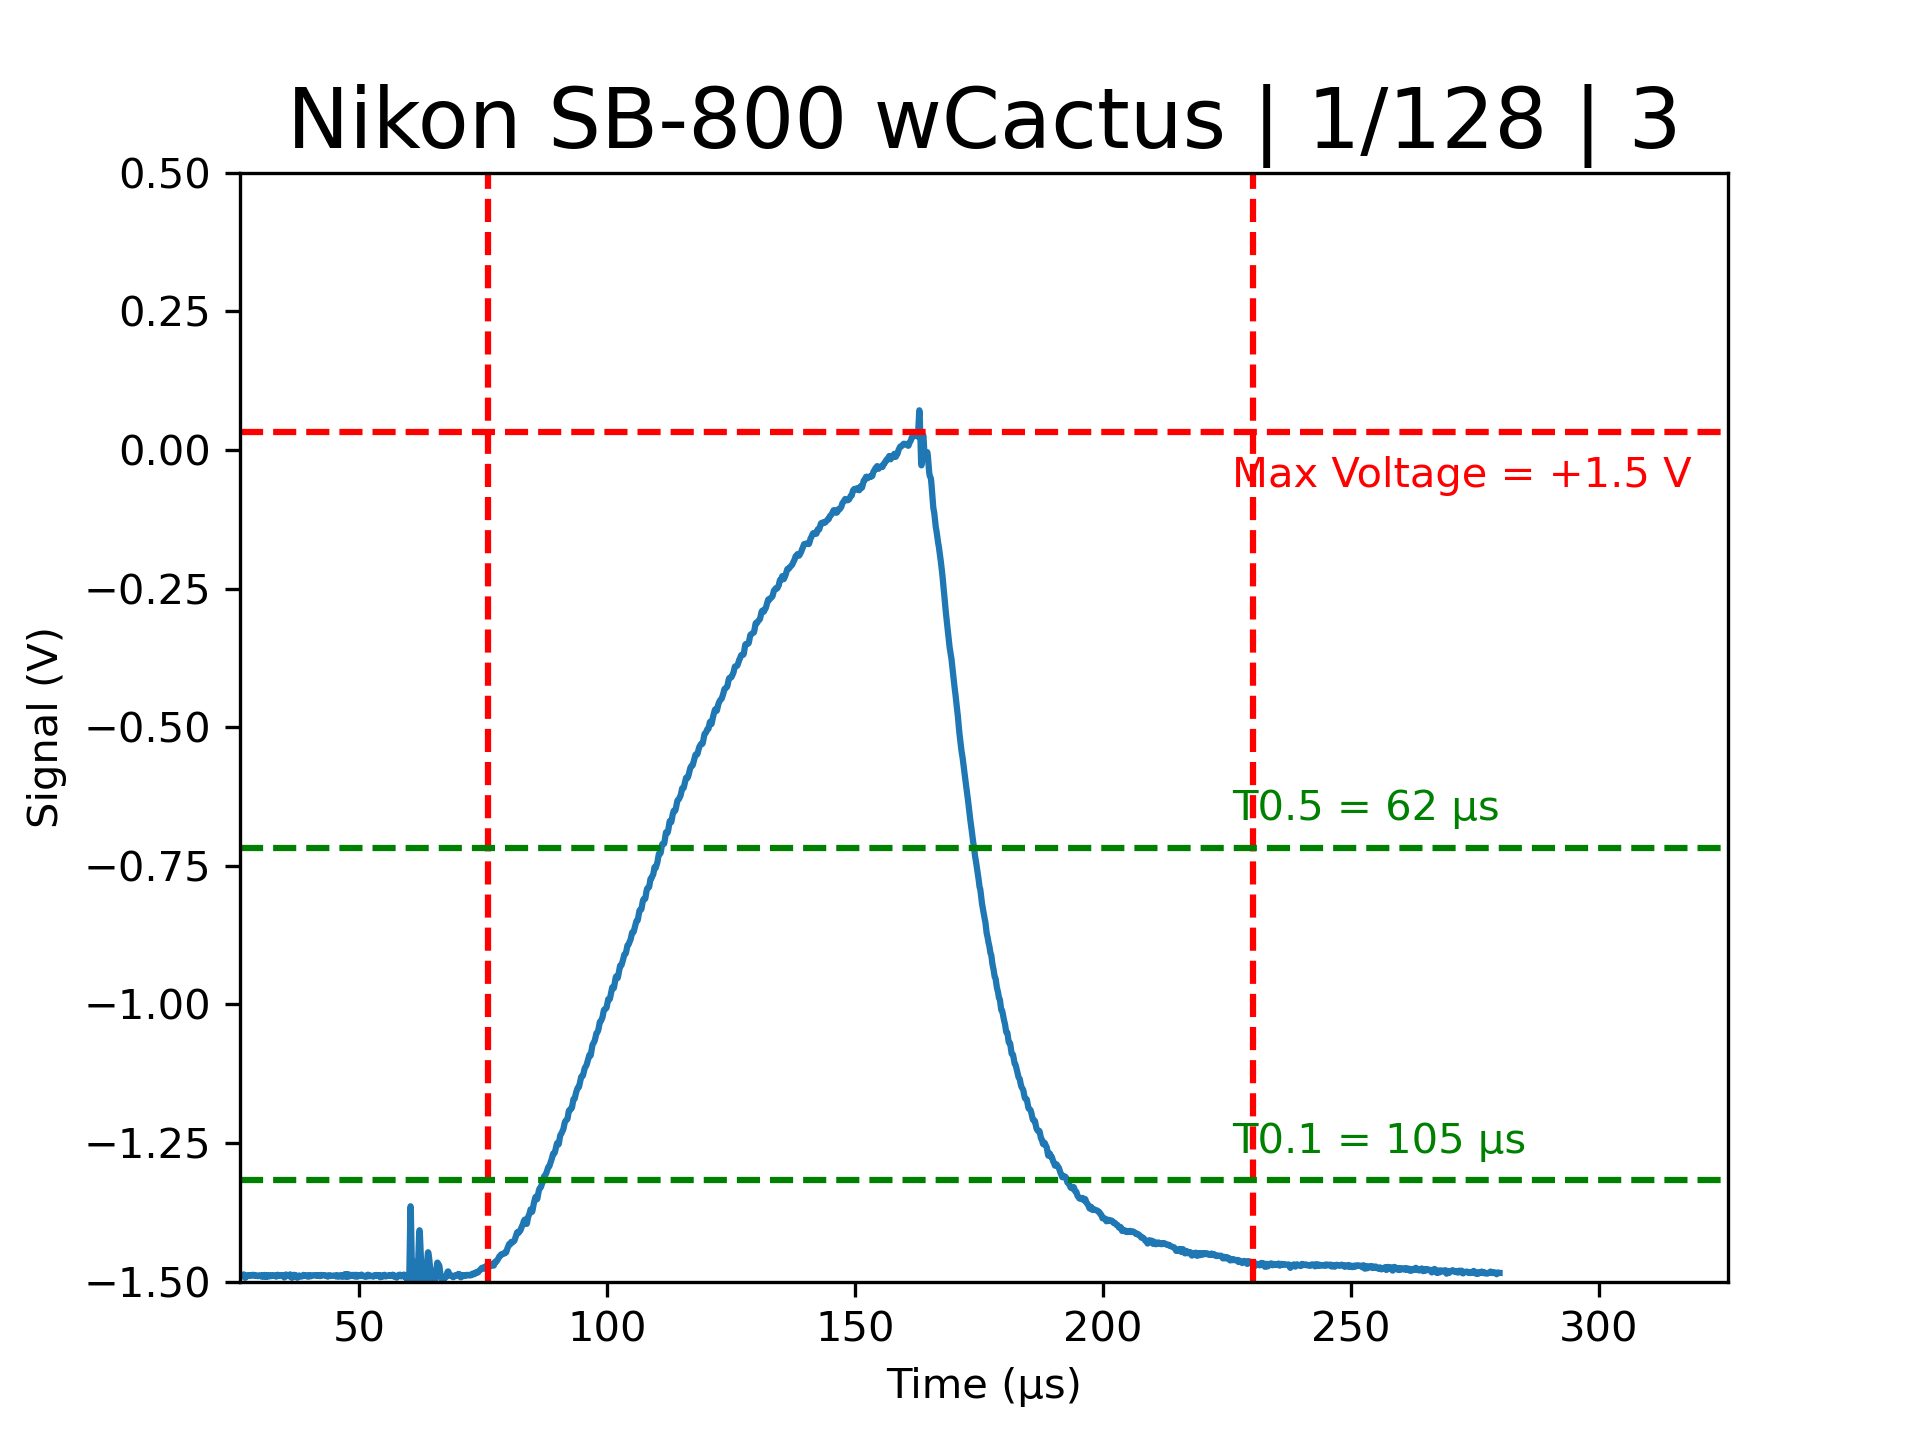 Nikon SB-800 wCactus | 1/128 | 3
0.50
0.25
0.00
−0.25
−0.50
−0.75
−1.00
−1.25
−1.50
Signal (V)
Max Voltage = +1.5 V
T0.5 = 62 µs
T0.1 = 105 µs
50 100 150 200 250 300
Time (µs)